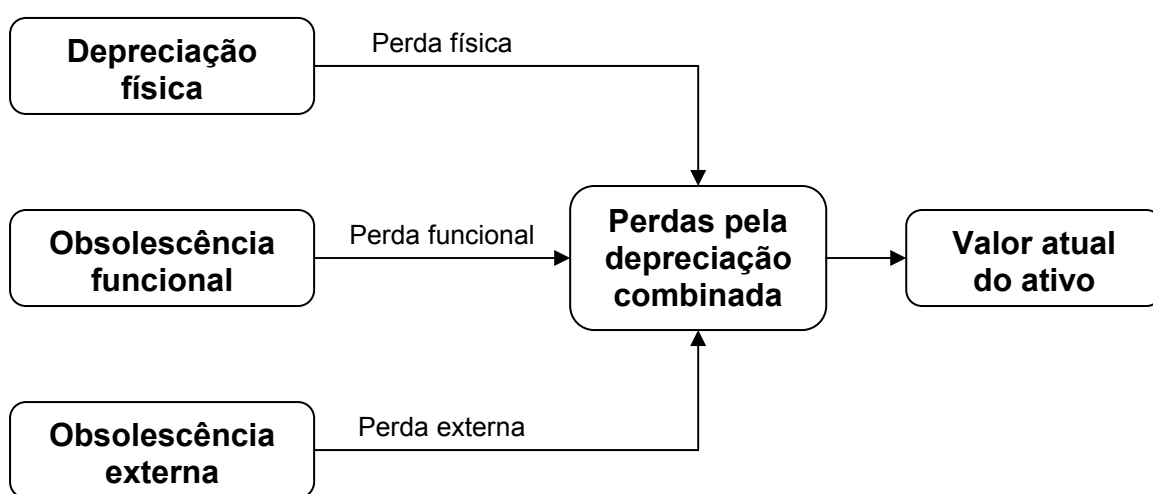 Depreciação
física
Perda física
Obsolescência
funcional
Perda funcional
Perdas pela
depreciação
combinada
Valor atual
do ativo
Obsolescência
externa
Perda externa